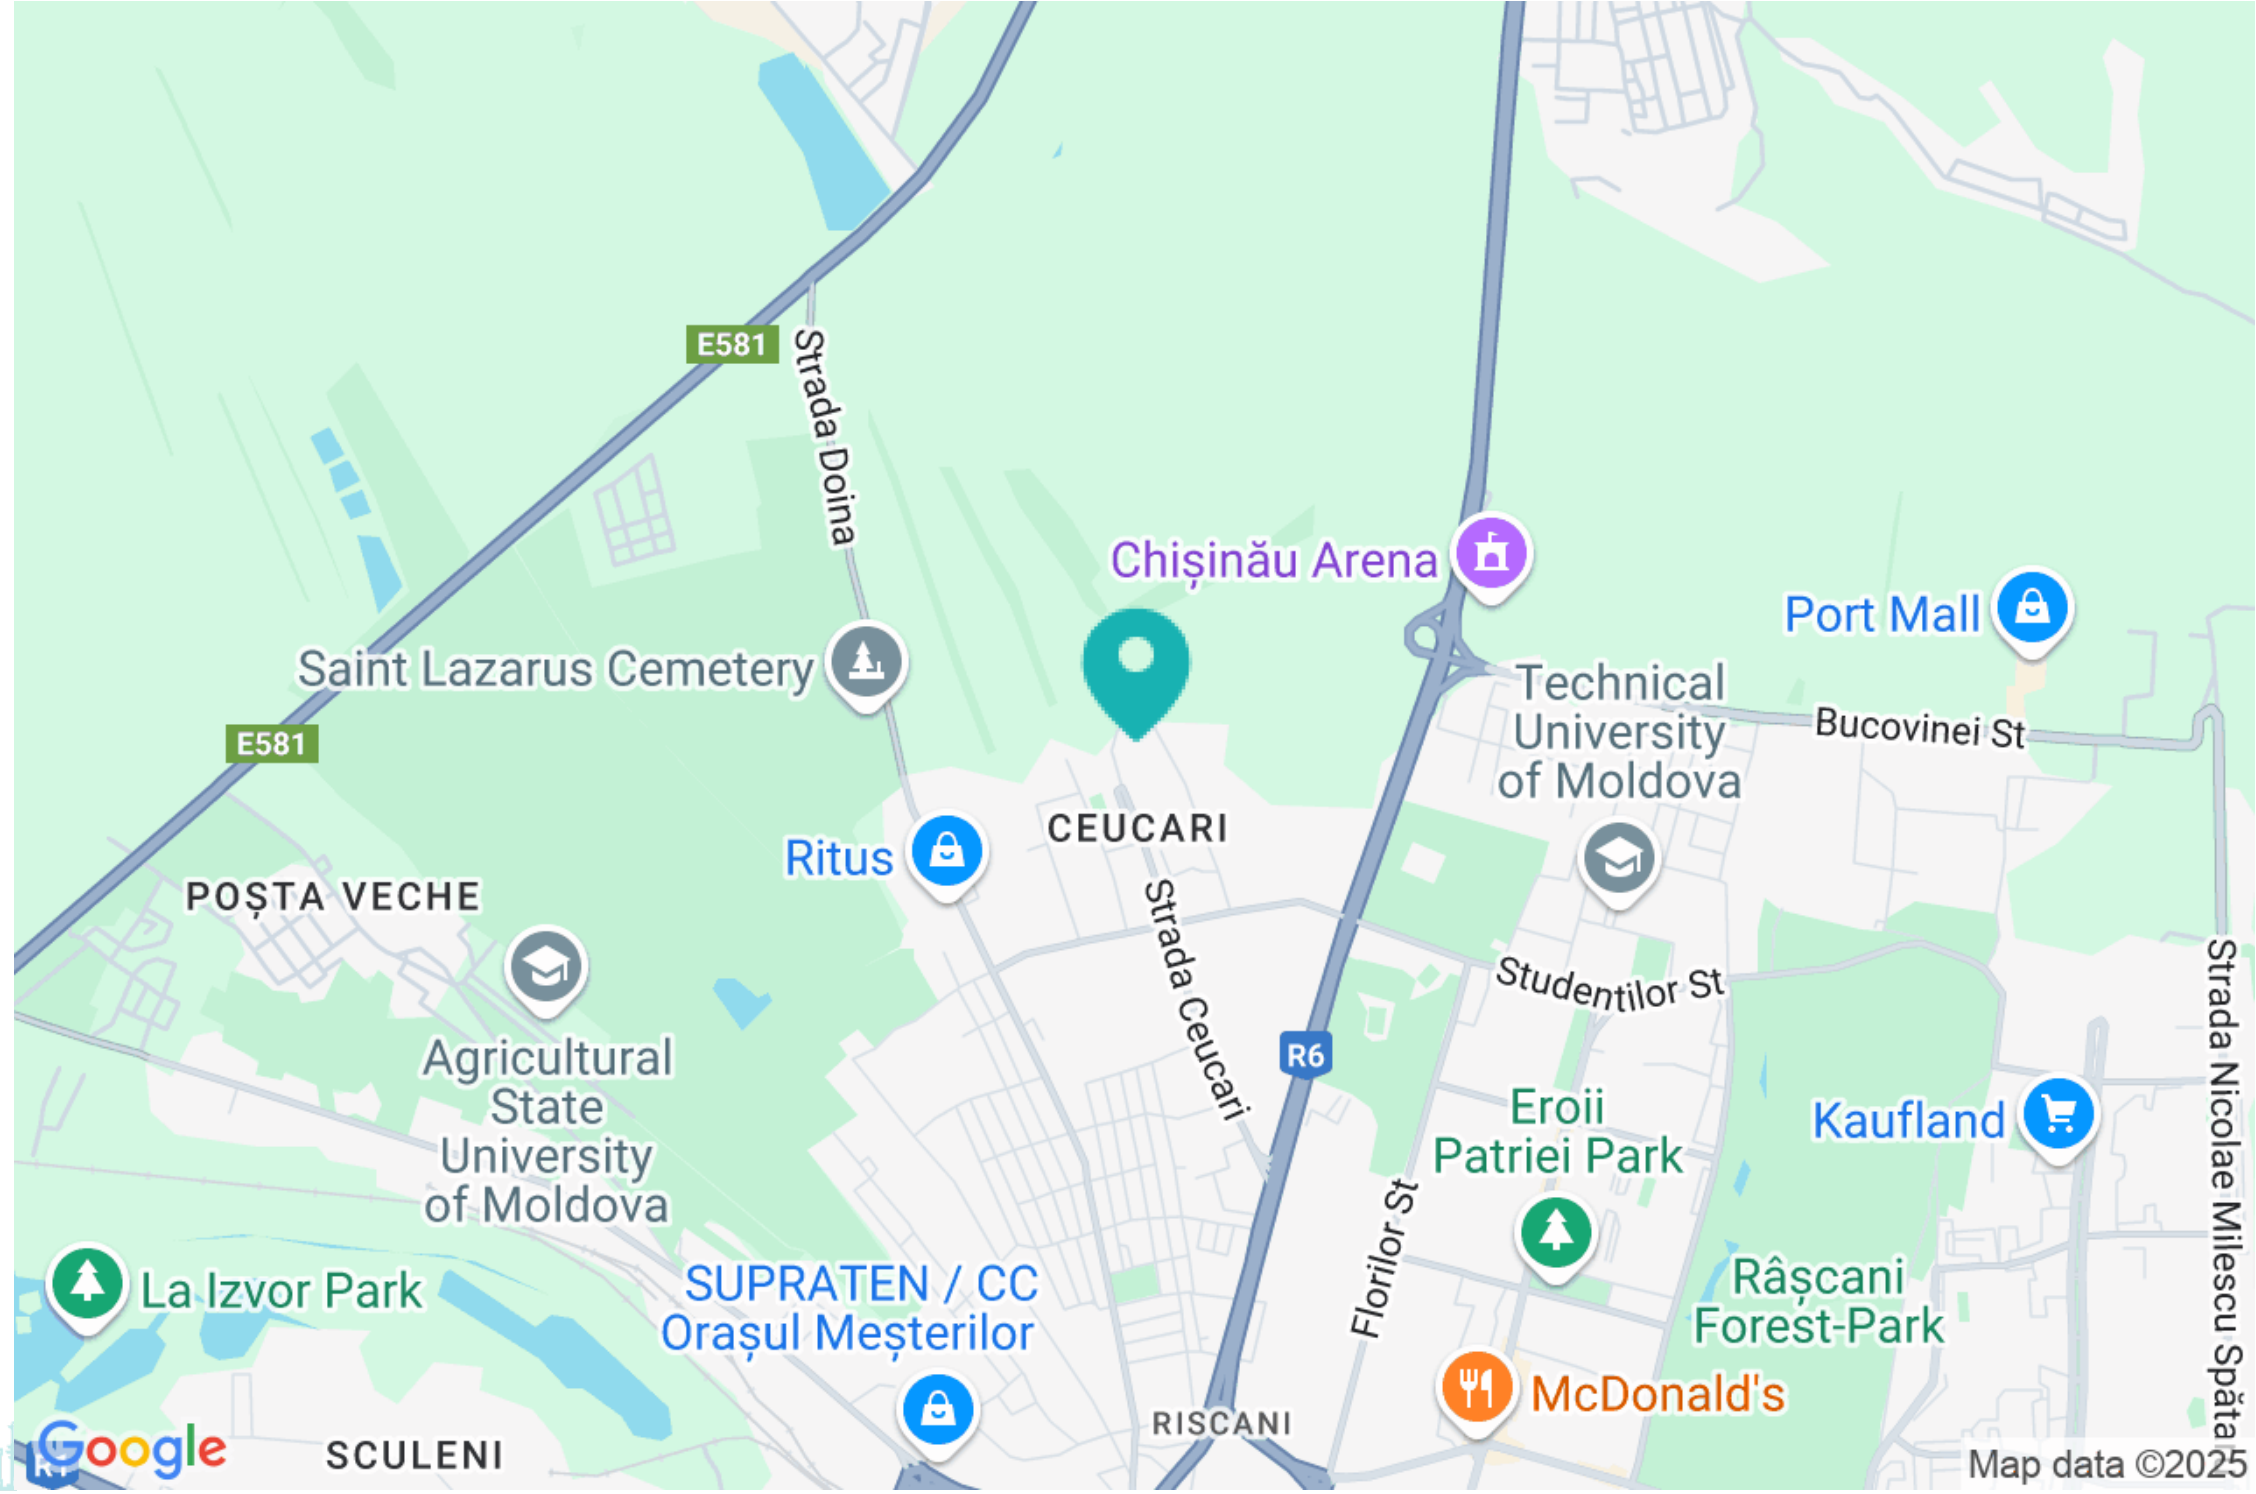 E581
Strada Doina
Chișinău Arena
Port Mall
Saint Lazarus Cemetery
Technical
University
of Moldova
Bucovinei St
E581
CEUCARI
Ritus
POȘTA VECHE
Strada Ceucari
Studentilor St
Strada Nicolae Milescu Spătar
Agricultural
State
University
of Moldova
R6
Eroii
Patriei Park
Kaufland
Florilor St
La Izvor Park
SUPRATEN / CC
Orașul Meșterilor
Râșcani
Forest-Park
McDonald's
RISCANI
SCULENI
Google
R1
Map data ©2025